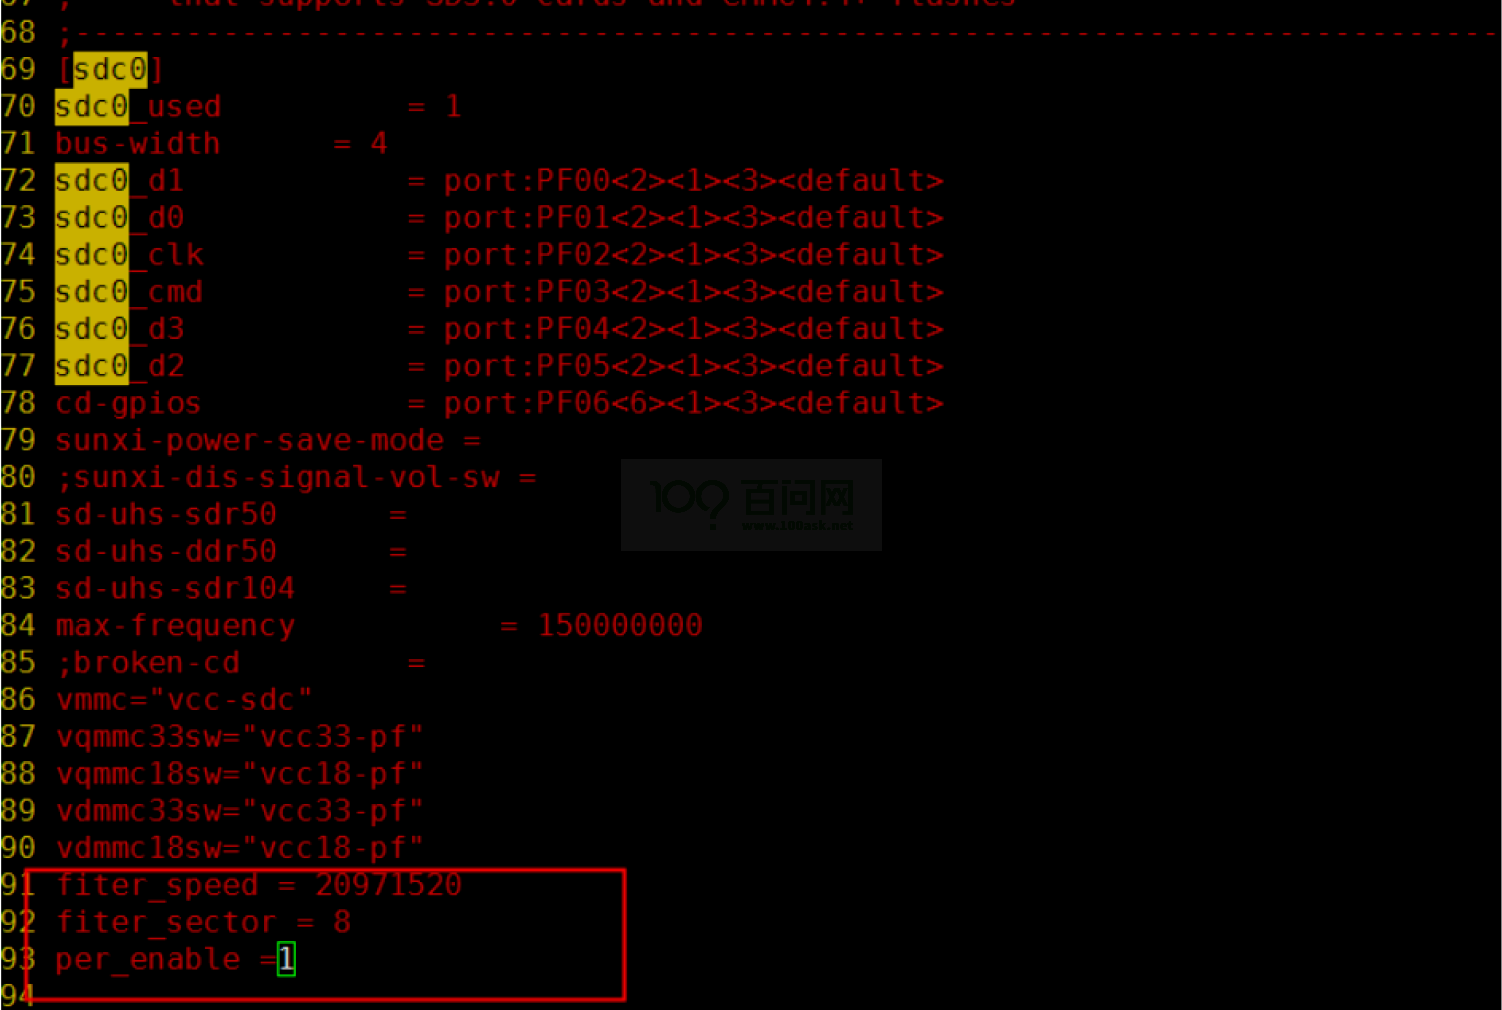 67 ; that supports SD3.0 cards and eMMC4.4+ flashes
68 ;-----------------------------------------------------------------------------
69 [sdc0]
70 sdc0_used = 1
71 bus-width = 4
72 sdc0_d1 = port:PF00<2><1><3><default>
73 sdc0_d0 = port:PF01<2><1><3><default>
74 sdc0_clk = port:PF02<2><1><3><default>
75 sdc0_cmd = port:PF03<2><1><3><default>
76 sdc0_d3 = port:PF04<2><1><3><default>
77 sdc0_d2 = port:PF05<2><1><3><default>
78 cd-gpios = port:PF06<6><1><3><default>
79 sunxi-power-save-mode =
80 ;sunxi-dis-signal-vol-sw =
81 sd-uhs-sdr50 =
82 sd-uhs-ddr50 =
83 sd-uhs-sdr104 =
84 max-frequency = 150000000
85 ;broken-cd =
86 vmmc="vcc-sdc"
87 vqmmc33sw="vcc33-pf"
88 vqmmc18sw="vcc18-pf"
89 vdmmc33sw="vcc33-pf"
90 vdmmc18sw="vcc18-pf"
91 fiter_speed = 20971520
92 fiter_sector = 8
93 per_enable =1
94
百问网
www.100ask.net